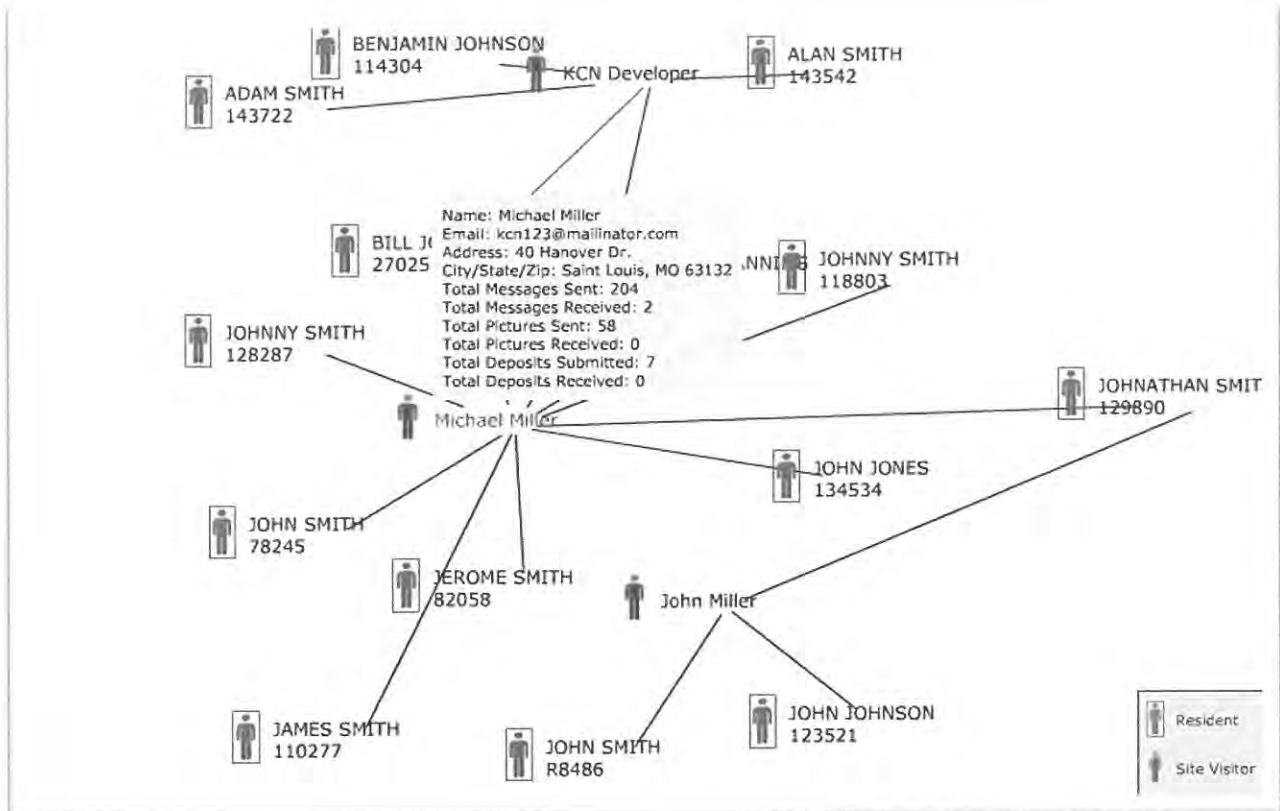 BENJAMIN JOHNSON
114304
KCN Developer
ALAN SMITH
143542
ADAM SMITH
143722
Name: Michael Miller
Email: kcn123@mailinator.com
Address: 40 Hanover Dr.
City/State/Zip: Saint Louis, MO 63132
Total Messages Sent: 204
Total Messages Received: 2
Total Pictures Sent: 58
Total Pictures Received: 0
Total Deposits Submitted: 7
Total Deposits Received: 0
BILL
27025
JOHNNY SMITH
118803
JOHNNY SMITH
128287
JOHNATHAN SMIT
129890
Michael Miller
JOHN JONES
134534
JOHN SMITH
78245
JEROME SMITH
82058
John Miller
JAMES SMITH
110277
JOHN SMITH
R8486
JOHN JOHNSON
123521
Resident
Site Visitor